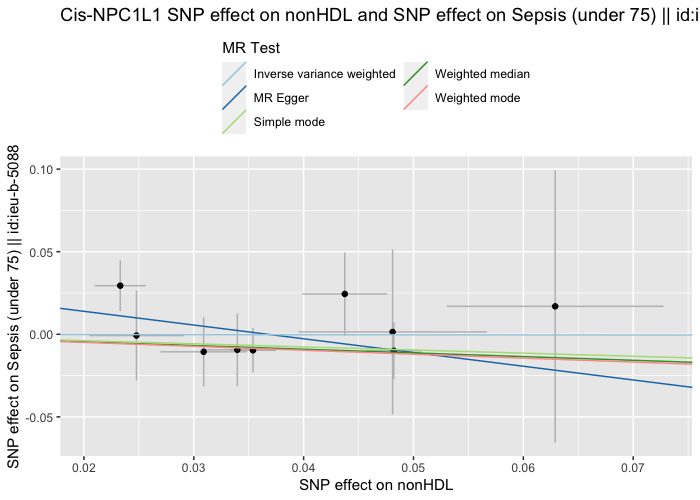 Cis-NPC1L1 SNP effect on nonHDL and SNP effect on Sepsis (under 75) || id:i
MR Test
Inverse variance weighted
Weighted median
MR Egger
Weighted mode
Simple mode
SNP effect on Sepsis (under 75) || id:ieu-b-5088
0.10
0.05
0.00
-0.05
0.02 0.03 0.04 0.05 0.06 0.07
SNP effect on nonHDL